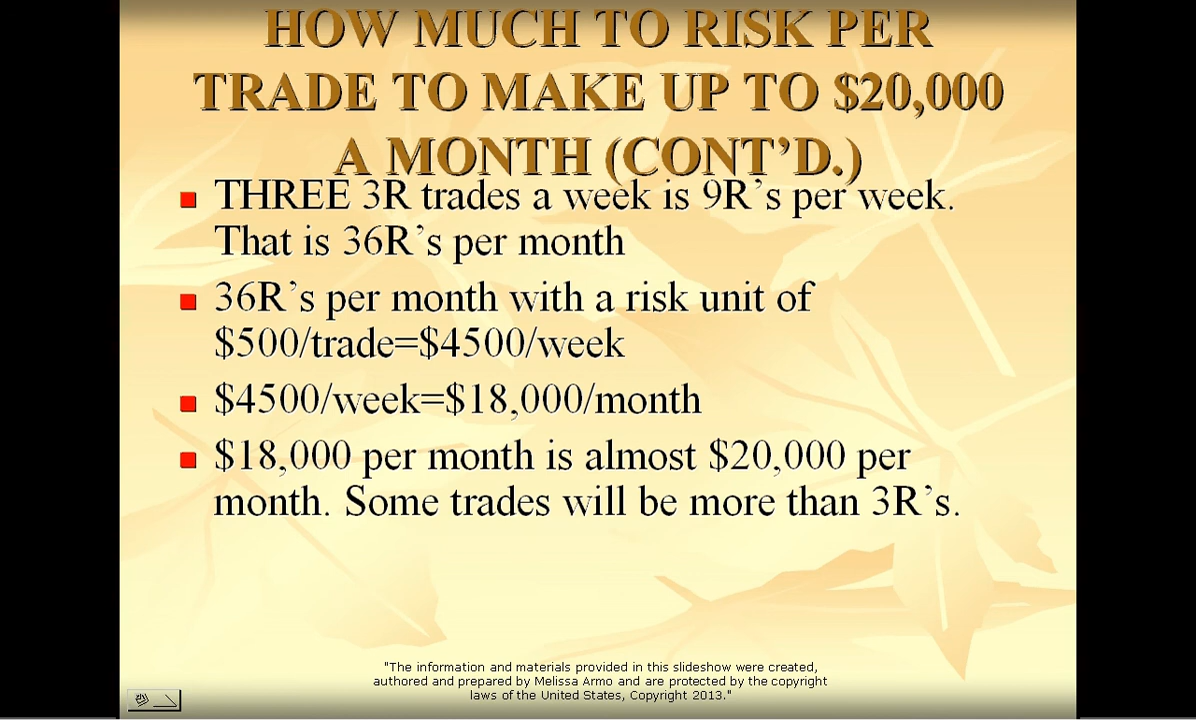 HOW MUCH TO RISK PER
TRADE TO MAKE UP TO $20,000
A MONTH (CONT’D.)
THREE 3R trades a week is 9R’s per week.
That is 36R’s per month
36R’s per month with a risk unit of
$500/trade=$4500/week
$4500/week=$18,000/month
$18,000 per month is almost $20,000 per
month. Some trades will be more than 3R’s.
"The information and materials provided in this slideshow were created,
authored and prepared by Melissa Armo and are protected by the copyright
laws of the United States, Copyright 2013."